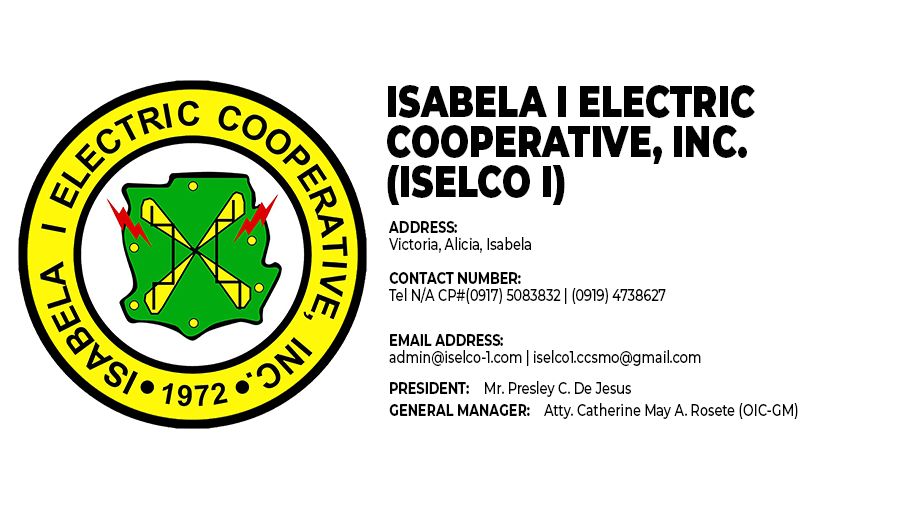 ISABELA I ELECTRIC COOPERATIVE, INC.
• 1972 •
ISABELA I ELECTRIC
COOPERATIVE, INC.
(ISELCO I)
ADDRESS:
Victoria, Alicia, Isabela
CONTACT NUMBER:
Tel N/A CP#(0917) 5083832 | (0919) 4738627
EMAIL ADDRESS:
admin@iselco-1.com | iselco1.ccsmo@gmail.com
PRESIDENT: Mr. Presley C. De Jesus
GENERAL MANAGER: Atty. Catherine May A. Rosete (OIC-GM)